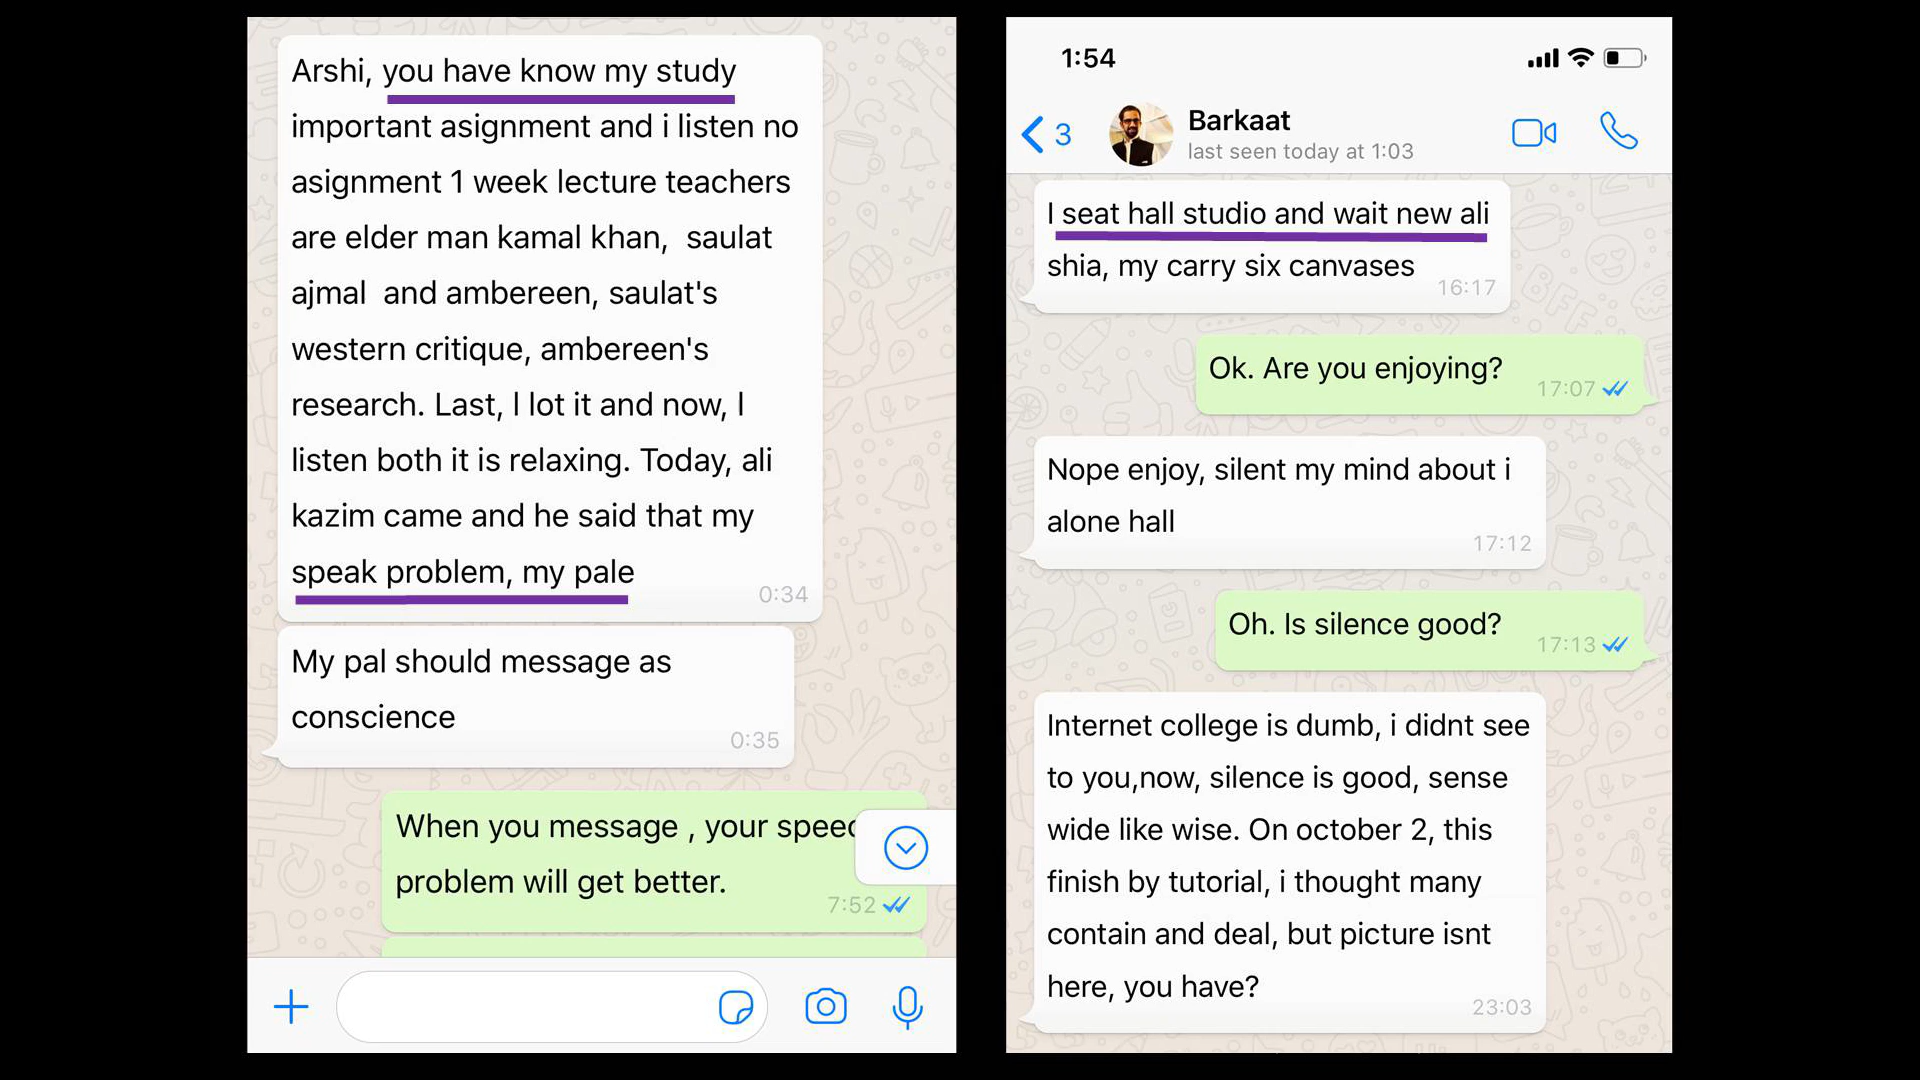 Arshi, you have know my study
important asignment and i listen no
asignment 1 week lecture teachers
are elder man kamal khan,  saulat
ajmal  and ambereen, saulat's
western critique, ambereen's
research. Last, I lot it and now, I
listen both it is relaxing. Today, ali
kazim came and he said that my
speak problem, my pale
0:34
My pal should message as
conscience
0:35
When you message , your speec
problem will get better.
7:52
1:54
3
Barkaat
last seen today at 1:03
I seat hall studio and wait new ali
shia, my carry six canvases
16:17
Ok. Are you enjoying?
17:07
Nope enjoy, silent my mind about i
alone hall
17:12
Oh. Is silence good?
17:13
Internet college is dumb, i didnt see
to you,now, silence is good, sense
wide like wise. On october 2, this
finish by tutorial, i thought many
contain and deal, but picture isnt
here, you have?
23:03